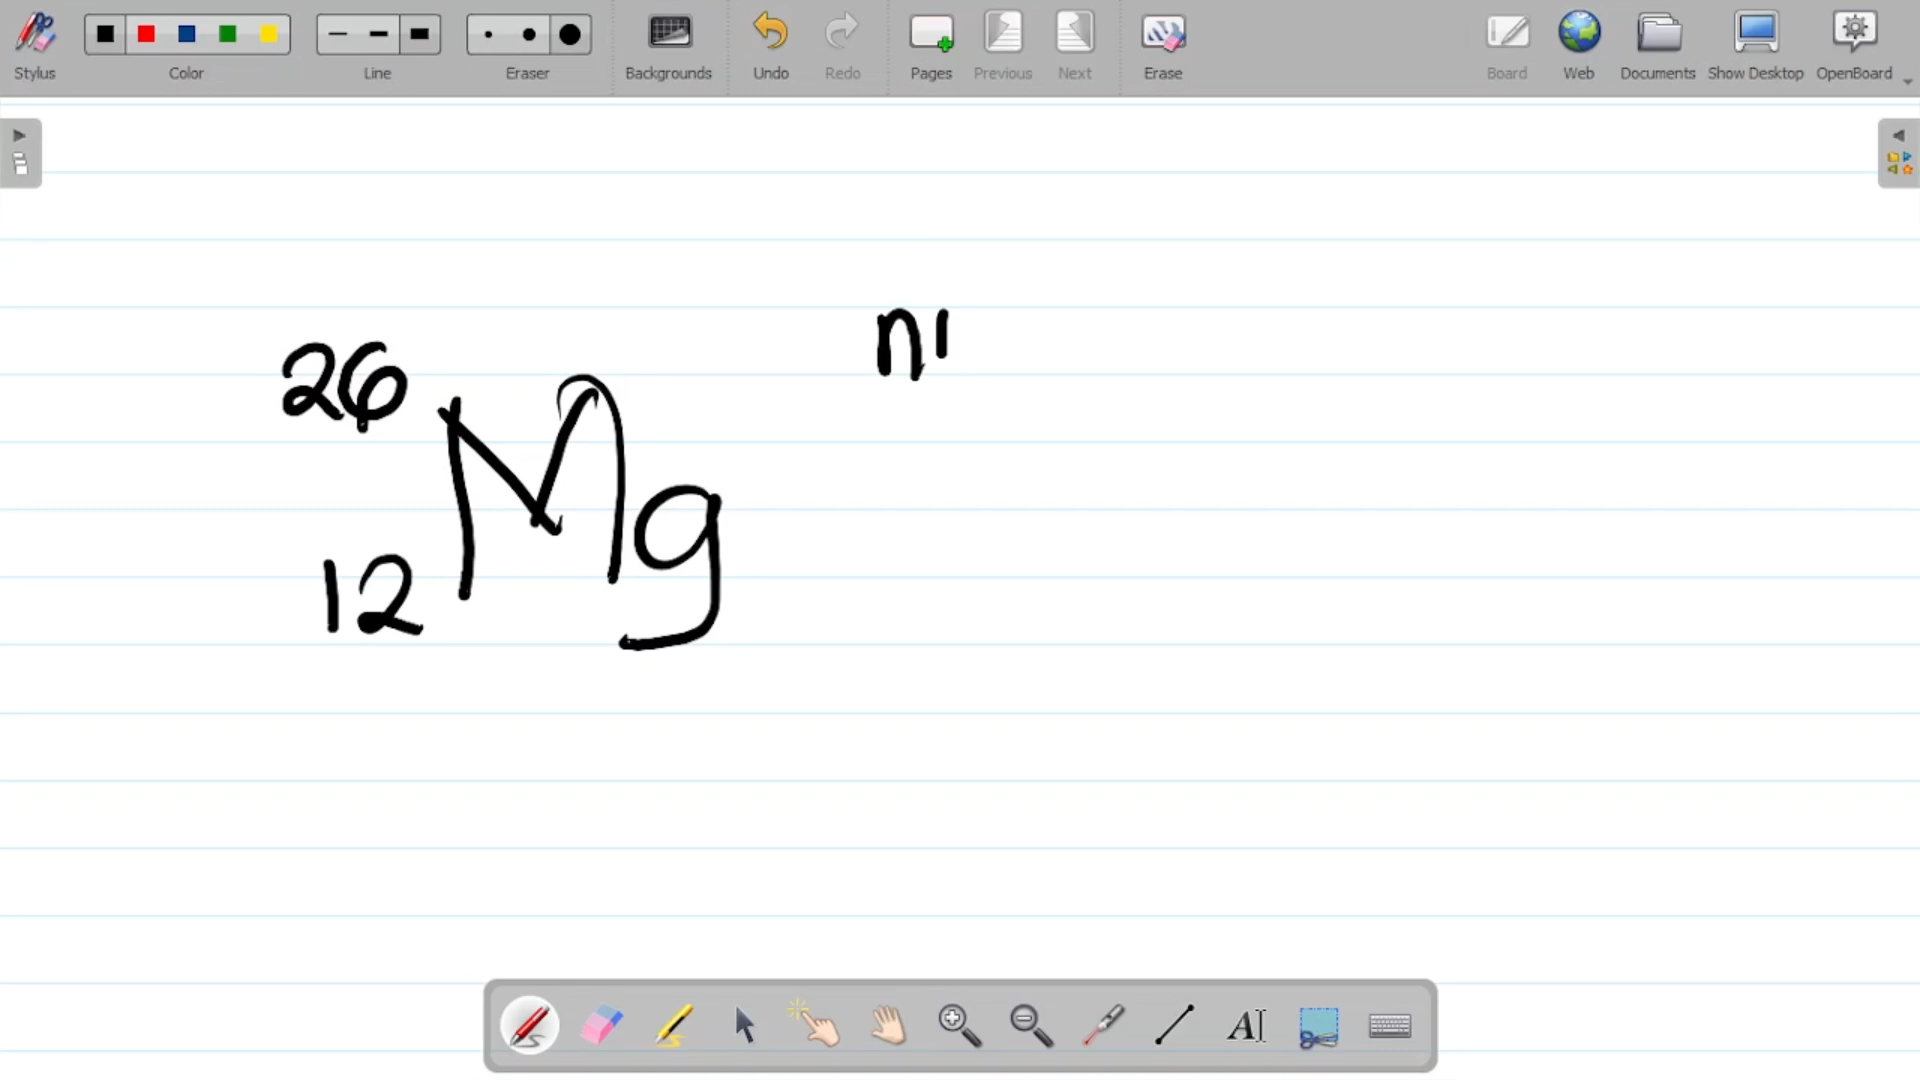 Stylus Color Line Eraser Backgrounds Undo Redo Pages Previous Next Erase Board Web Documents Show Desktop OpenBoard
26
Mg
12
n
A